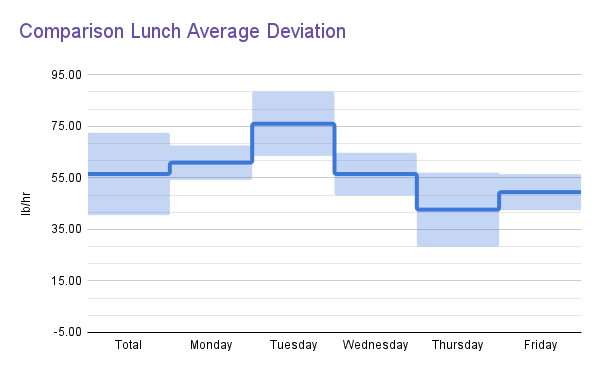 Comparison Lunch Average Deviation
95.00
75.00
55.00
35.00
15.00
-5.00
lb/hr
Total Monday Tuesday Wednesday Thursday Friday